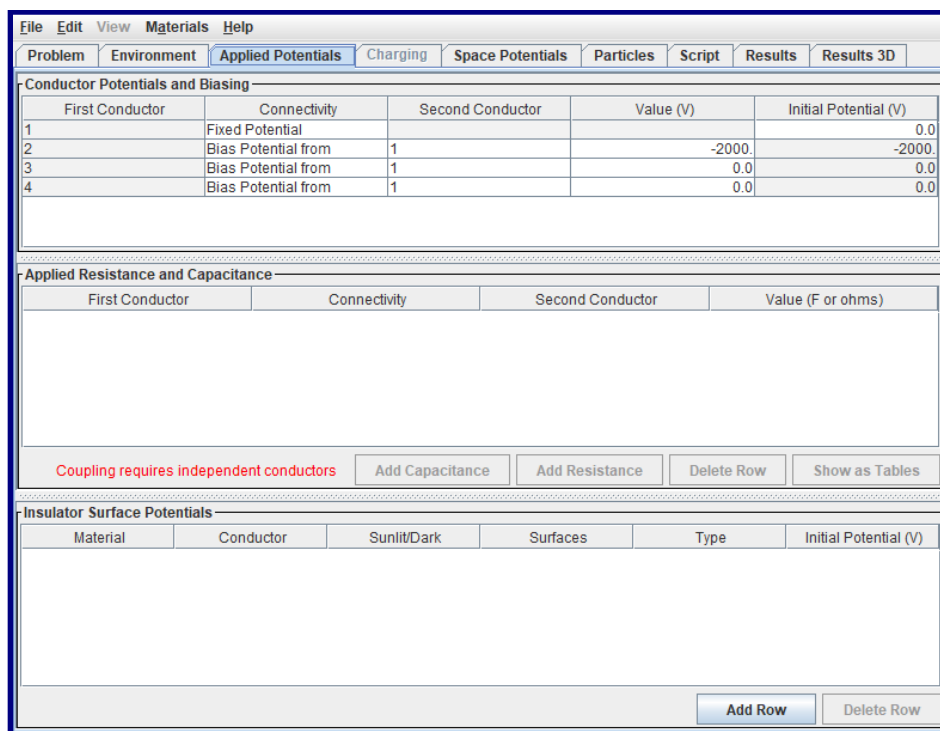 File Edit View Materials Help
Problem Environment Applied Potentials Charging Space Potentials Particles Script Results Results 3D
Conductor Potentials and Biasing
First Conductor Connectivity Second Conductor Value (V) Initial Potential (V)
1 Fixed Potential 0.0
2 Bias Potential from 1 -2000. -2000.
3 Bias Potential from 1 0.0 0.0
4 Bias Potential from 1 0.0 0.0
Applied Resistance and Capacitance
First Conductor Connectivity Second Conductor Value (F or ohms)
Coupling requires independent conductors Add Capacitance Add Resistance Delete Row Show as Tables
Insulator Surface Potentials
Material Conductor Sunlit/Dark Surfaces Type Initial Potential (V)
Add Row Delete Row